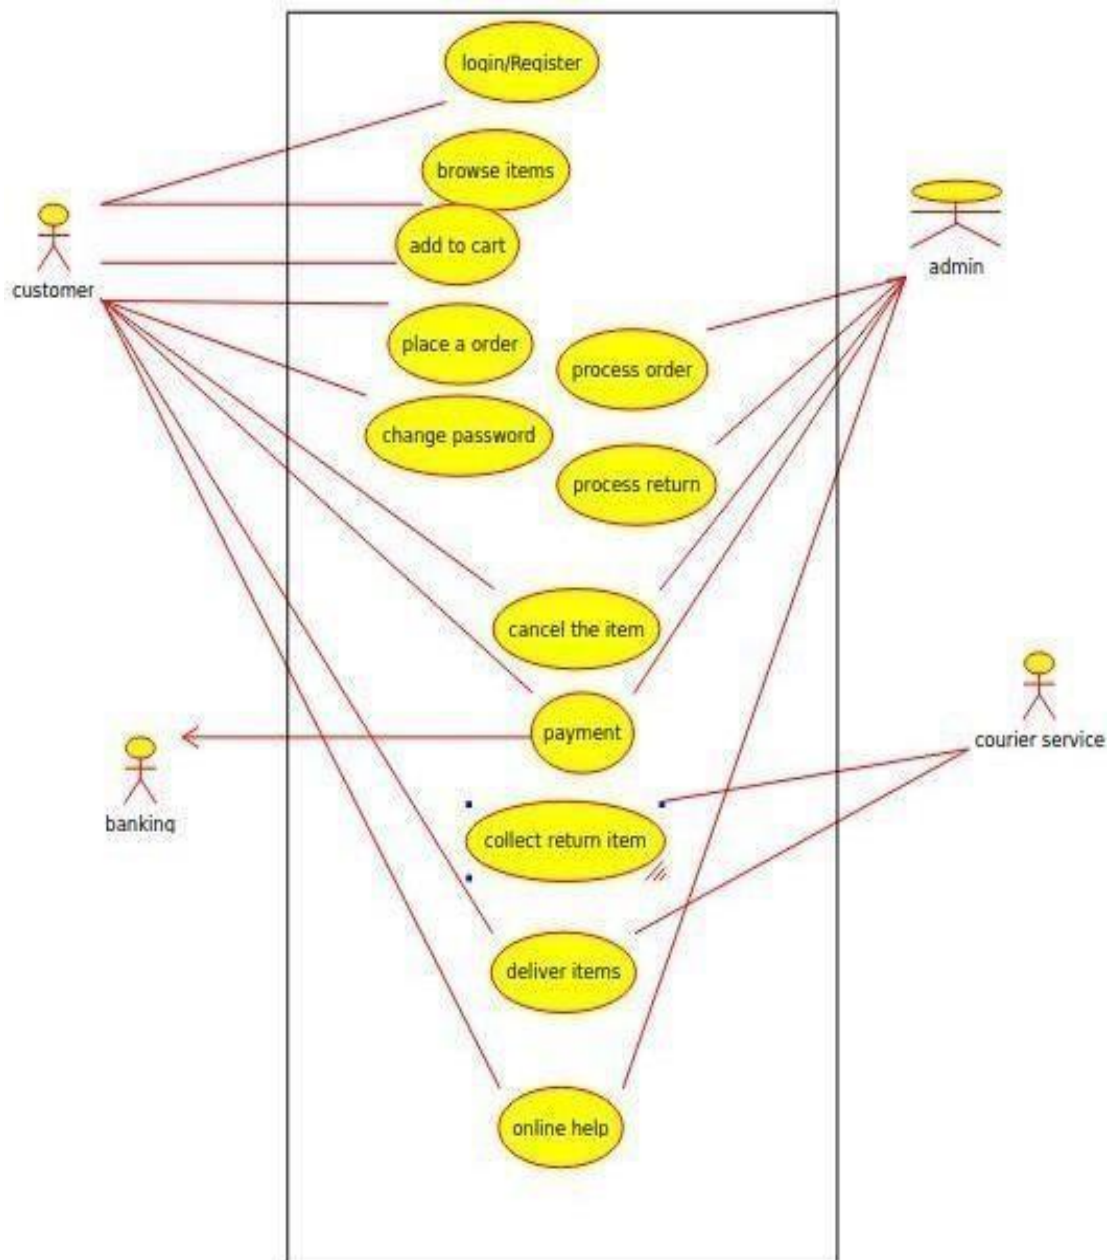 login/Register
browse items
customer
add to cart
admin
place a order
process order
change password
process return
cancel the item
payment
courier service
banking
collect return item
deliver items
online help